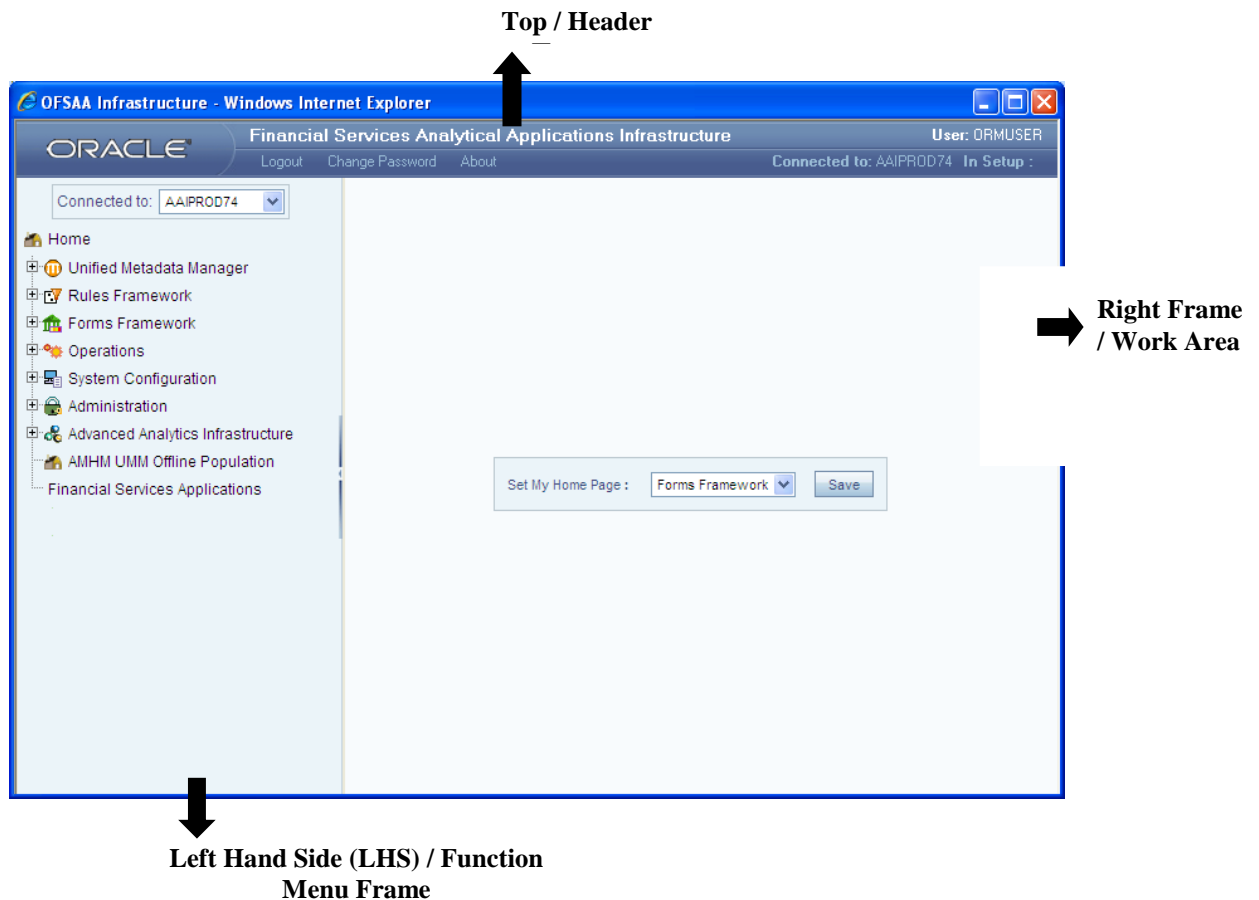 Top / Header
OFSAA Infrastructure - Windows Internet Explorer
ORACLE
Financial Services Analytical Applications Infrastructure
User: ORMUSER
Logout Change Password About
Connected to: AAIPROD74 In Setup :
Connected to: AAIPROD74
Home
Unified Metadata Manager
Rules Framework
Forms Framework
Operations
System Configuration
Administration
Advanced Analytics Infrastructure
AMHM UMM Offline Population
Financial Services Applications
Set My Home Page : Forms Framework Save
Right Frame
/ Work Area
Left Hand Side (LHS) / Function
Menu Frame